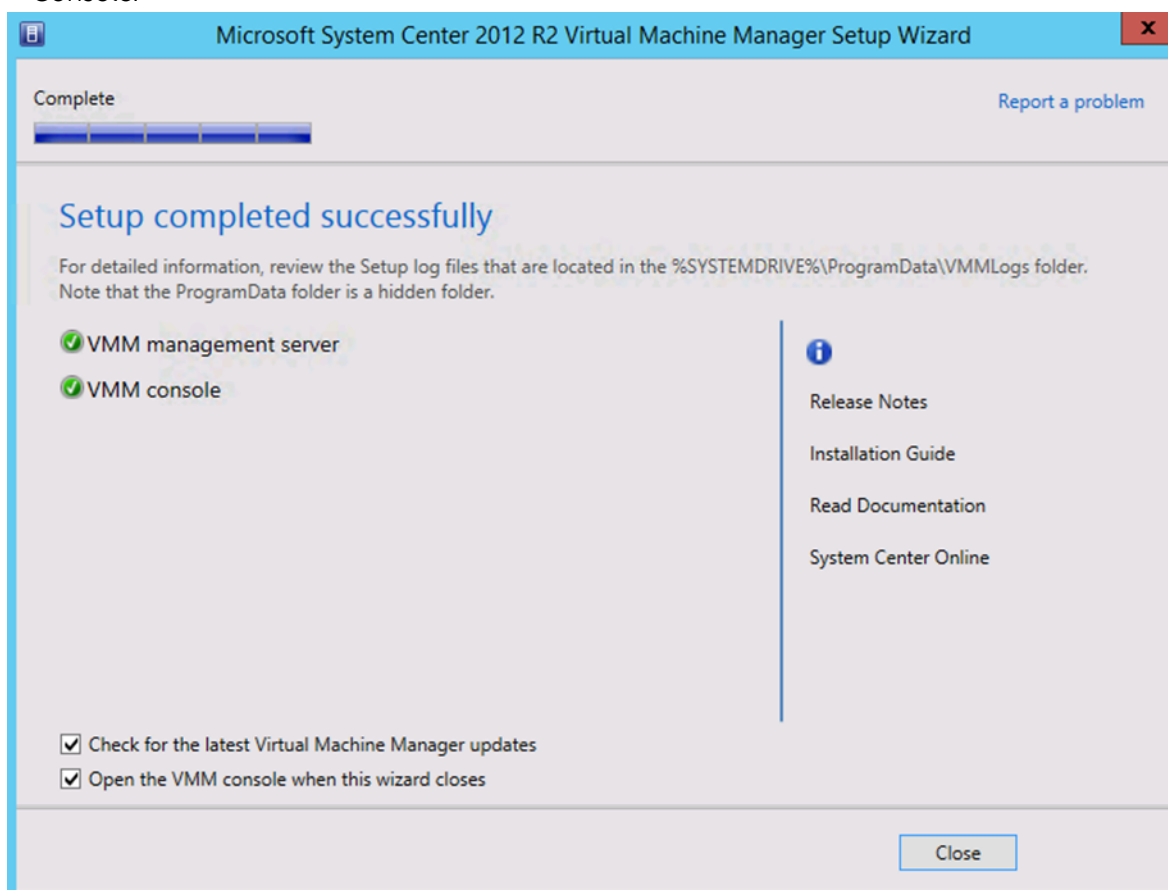 Microsoft System Center 2012 R2 Virtual Machine Manager Setup Wizard
x
Complete
Report a problem
Setup completed successfully
For detailed information, review the Setup log files that are located in the %SYSTEMDRIVE%\ProgramData\VMMLogs folder.
Note that the ProgramData folder is a hidden folder.
VMM management server
VMM console
Release Notes
Installation Guide
Read Documentation
System Center Online
Check for the latest Virtual Machine Manager updates
Open the VMM console when this wizard closes
Close